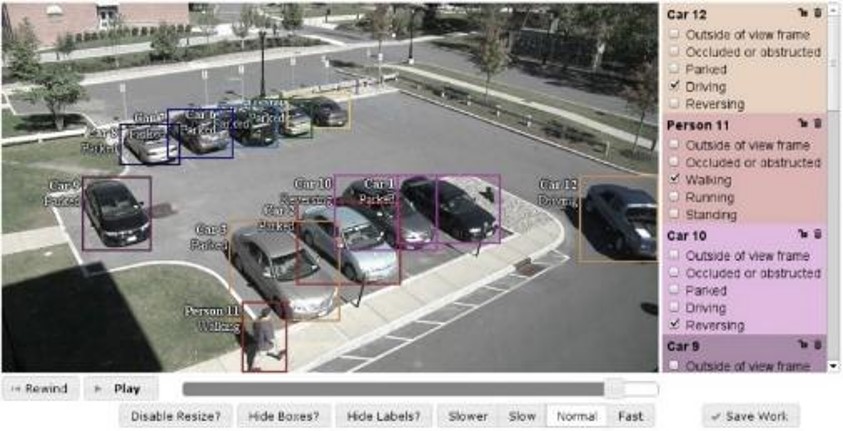 Car 9
Parked
Car 3
Parked
Car 10
Reversing
Car 2
Parked
Car 1
Parked
Car 12
Driving
Person 11
Walking
Car 12
Outside of view frame
Occluded or obstructed
Parked
Driving
Reversing
Person 11
Outside of view frame
Occluded or obstructed
Walking
Running
Standing
Car 10
Outside of view frame
Occluded or obstructed
Parked
Driving
Reversing
Car 9
Outside of view frame
Rewind
Play
Disable Resize?
Hide Boxes?
Hide Labels?
Slower
Slow
Normal
Fast
Save Work